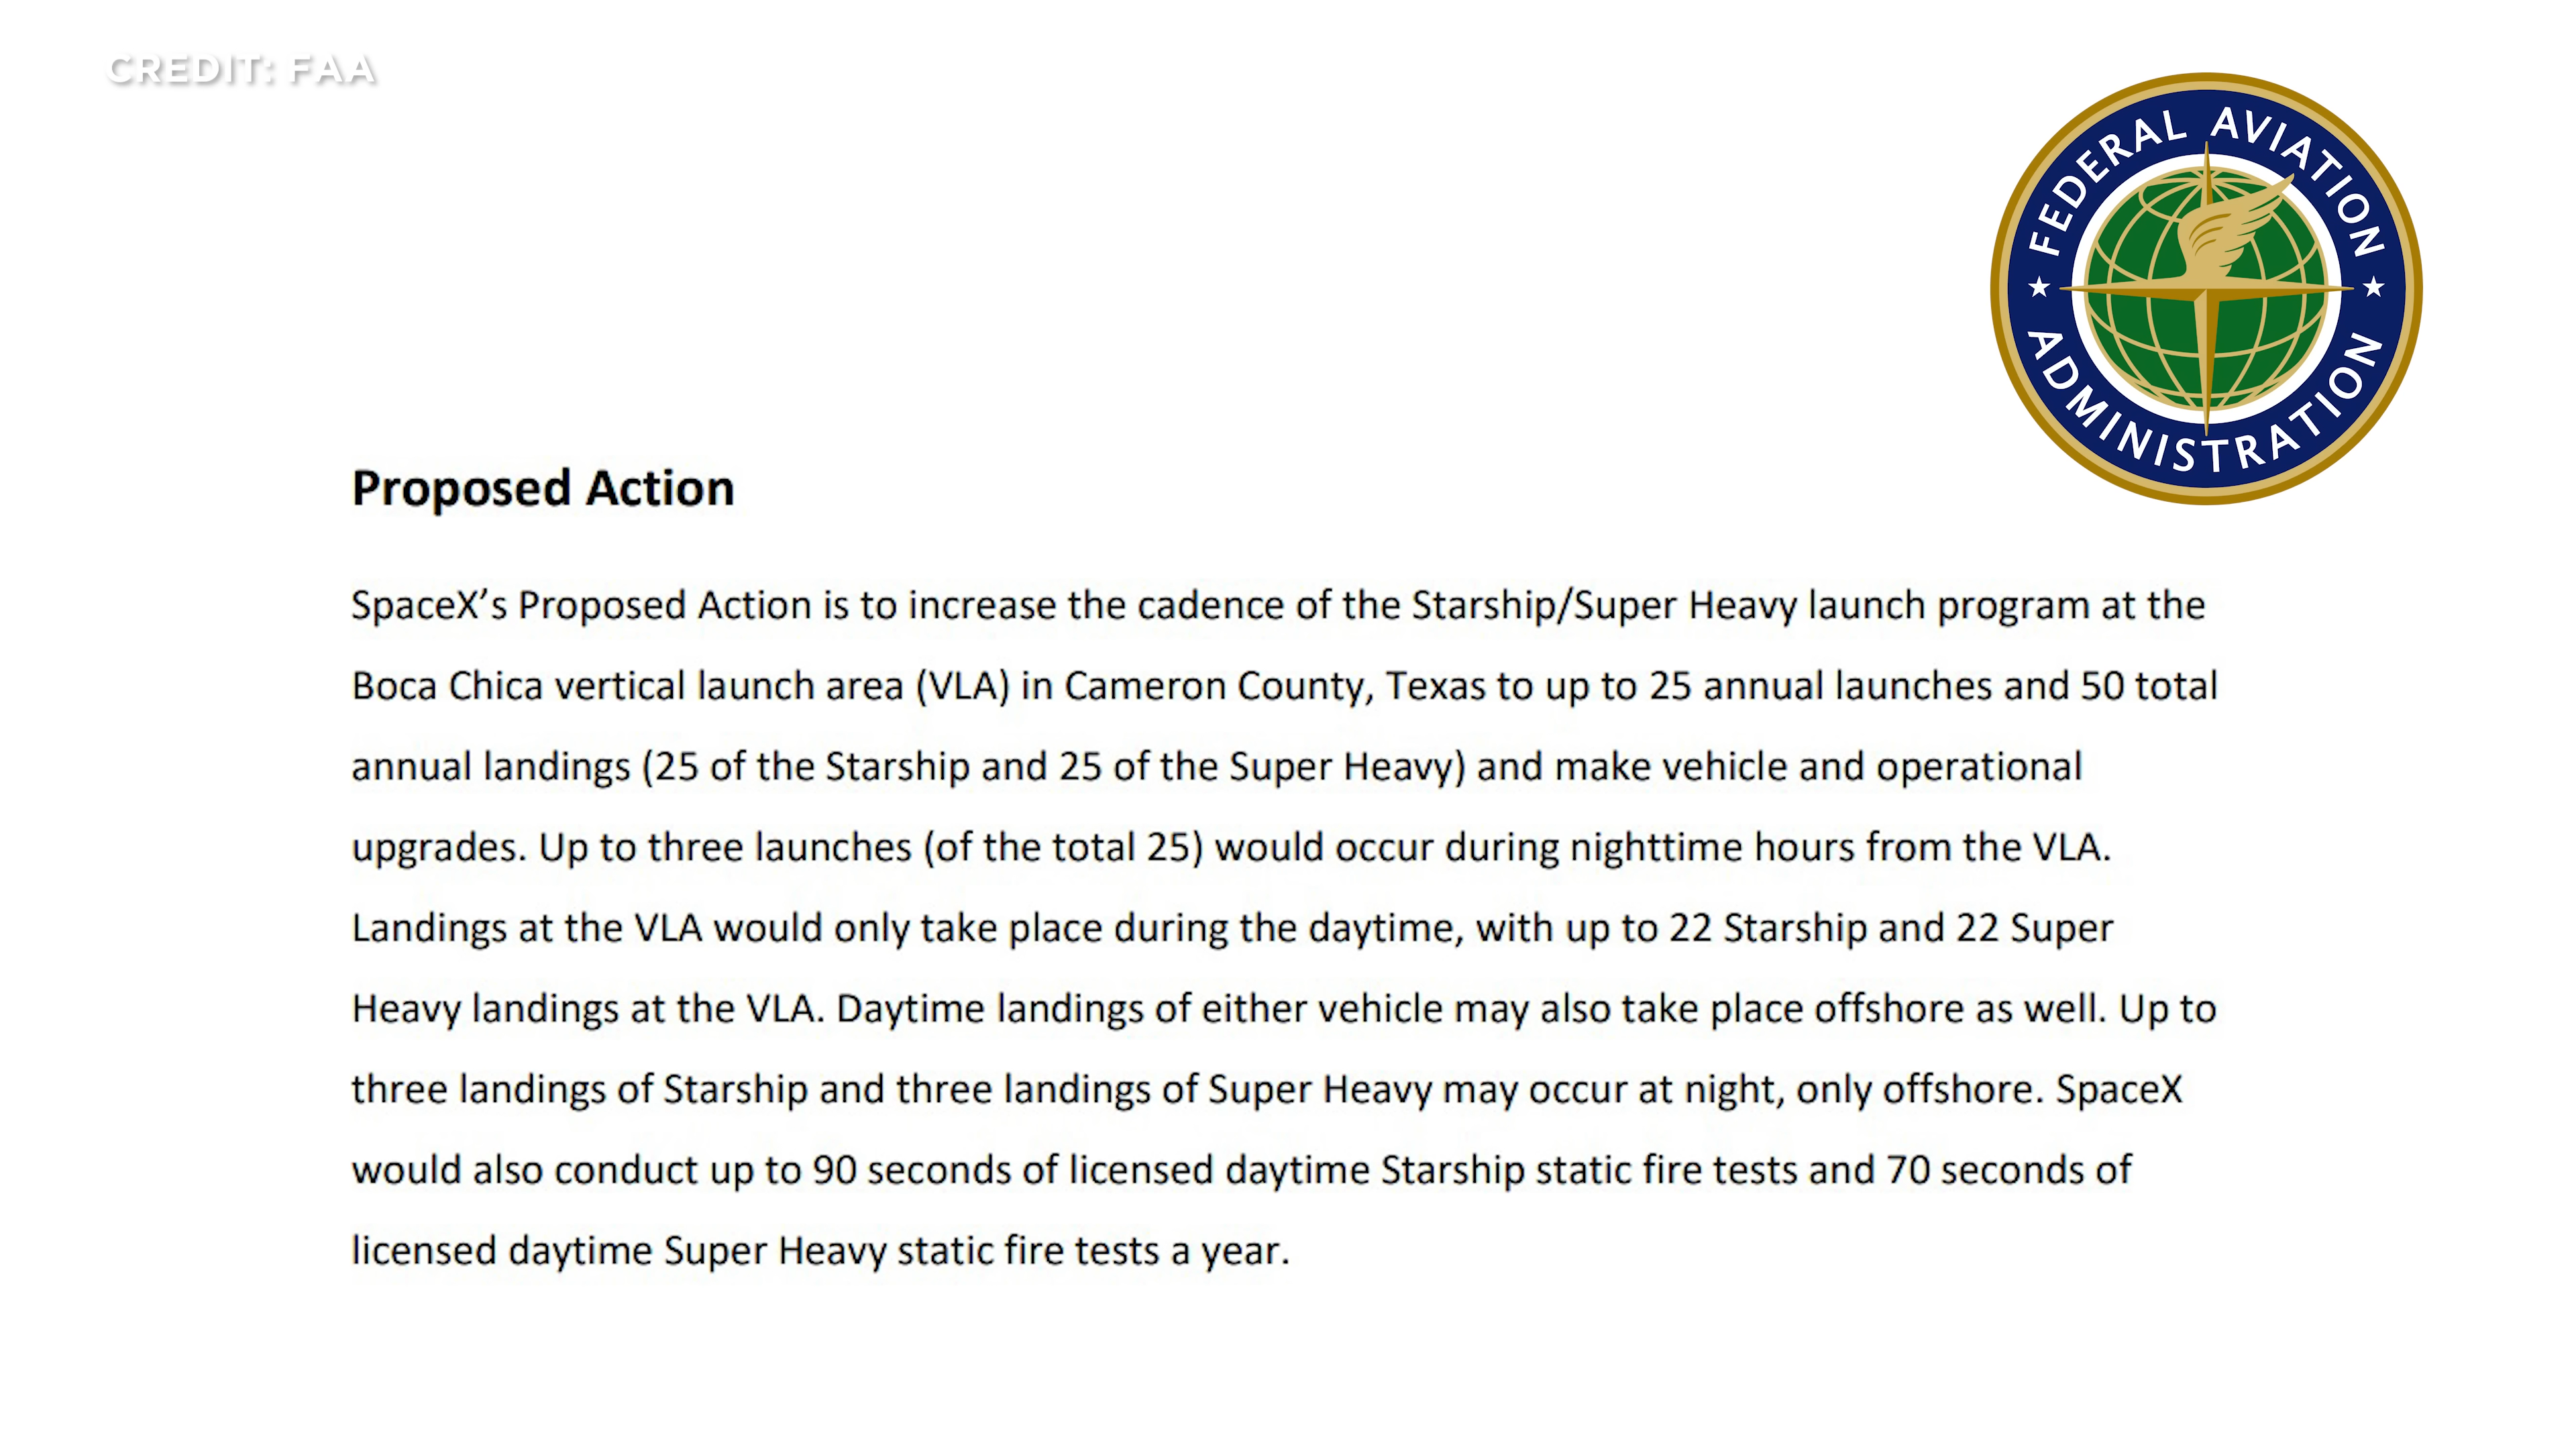 CREDIT: FAA
FEDERAL AVIATION
ADMINISTRATION
Proposed Action
SpaceX’s Proposed Action is to increase the cadence of the Starship/Super Heavy launch program at the
Boca Chica vertical launch area (VLA) in Cameron County, Texas to up to 25 annual launches and 50 total
annual landings (25 of the Starship and 25 of the Super Heavy) and make vehicle and operational
upgrades. Up to three launches (of the total 25) would occur during nighttime hours from the VLA.
Landings at the VLA would only take place during the daytime, with up to 22 Starship and 22 Super
Heavy landings at the VLA. Daytime landings of either vehicle may also take place offshore as well. Up to
three landings of Starship and three landings of Super Heavy may occur at night, only offshore. SpaceX
would also conduct up to 90 seconds of licensed daytime Starship static fire tests and 70 seconds of
licensed daytime Super Heavy static fire tests a year.